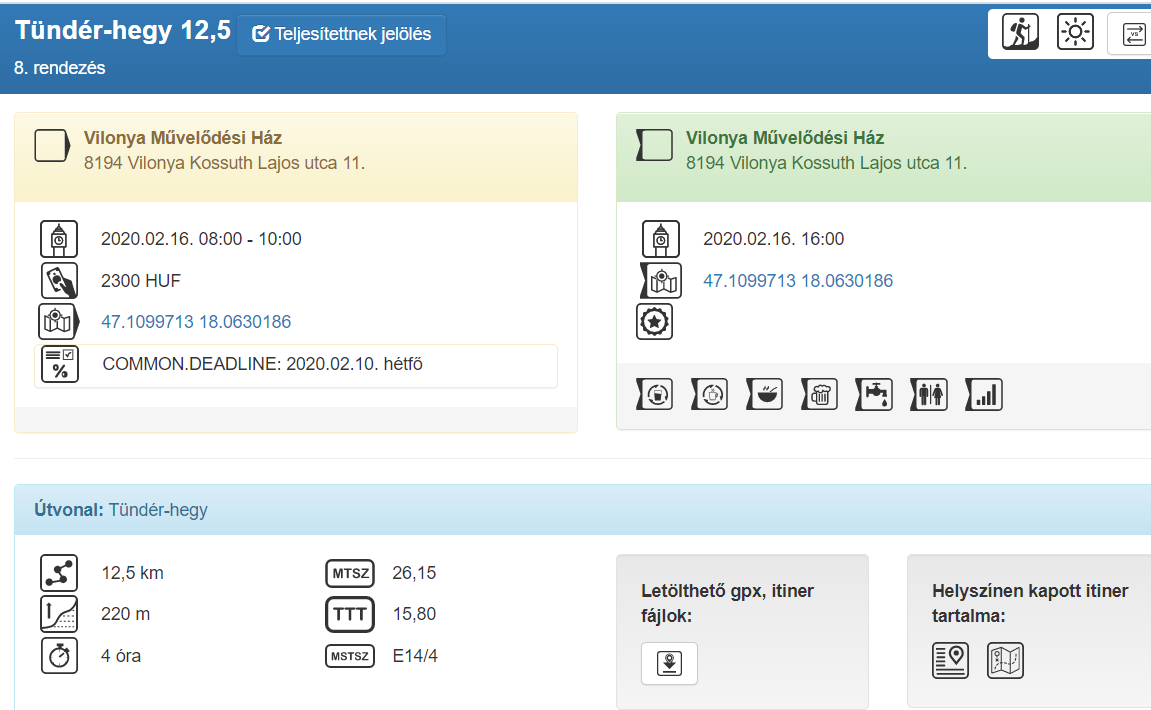 Tündér-hegy 12,5
Teljesítettnek jelölés
8. rendezés
VS
Vilonya Művelődési Ház
8194 Vilonya Kossuth Lajos utca 11.
2020.02.16. 08:00 - 10:00
2300 HUF
47.1099713 18.0630186
%
COMMON.DEADLINE: 2020.02.10. hétfő
Vilonya Művelődési Ház
8194 Vilonya Kossuth Lajos utca 11.
2020.02.16. 16:00
47.1099713 18.0630186
Útvonal: Tündér-hegy
12,5 km
220 m
4 óra
MTSZ 26,15
TTT 15,80
MSTSZ E14/4
Letölthető gpx, itiner
fájlok:
Helyszínen kapott itiner
tartalma: